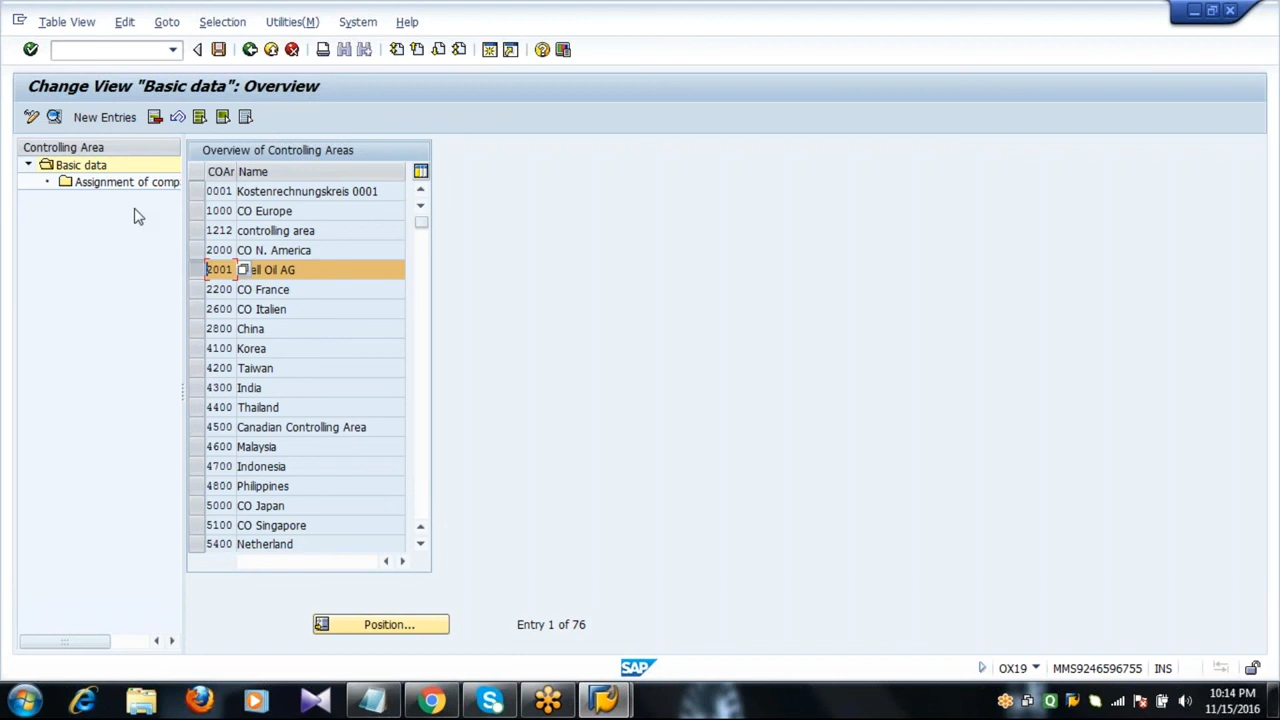 Table View Edit Goto Selection Utilities(M) System Help
Change View "Basic data": Overview
New Entries
Controlling Area
Basic data
Assignment of comp
Overview of Controlling Areas
COAr Name
0001 Kostenrechnungskreis 0001
1000 CO Europe
1212 controlling area
2000 CO N. America
2001 ell Oil AG
2200 CO France
2600 CO Italien
2800 China
4100 Korea
4200 Taiwan
4300 India
4400 Thailand
4500 Canadian Controlling Area
4600 Malaysia
4700 Indonesia
4800 Philippines
5000 CO Japan
5100 CO Singapore
5400 Netherland
Position... Entry 1 of 76
SAP
OX19 MMS9246596755 INS
10:14 PM
11/15/2016